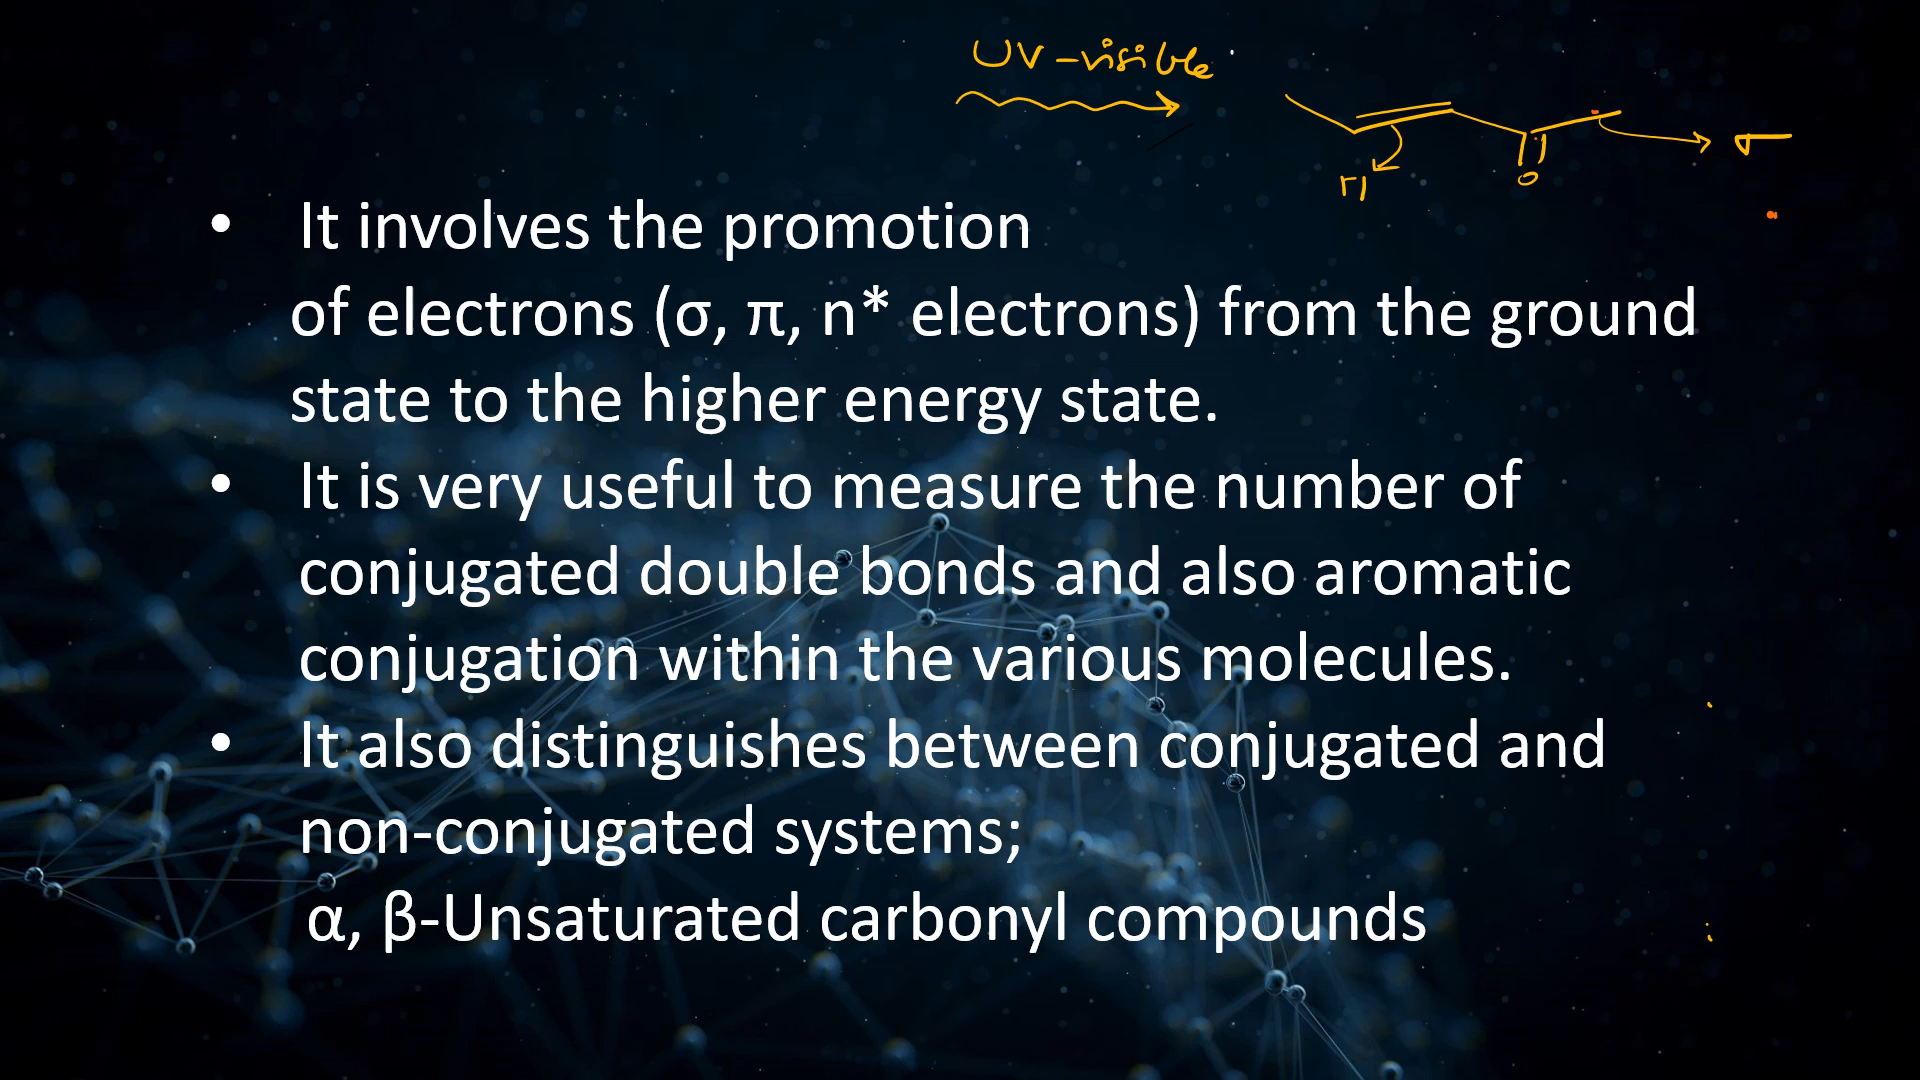 UV-visible
π
O
σ
• It involves the promotion
of electrons (σ, π, n* electrons) from the ground
state to the higher energy state.
• It is very useful to measure the number of
conjugated double bonds and also aromatic
conjugation within the various molecules.
• It also distinguishes between conjugated and
non-conjugated systems;
α, β-Unsaturated carbonyl compounds